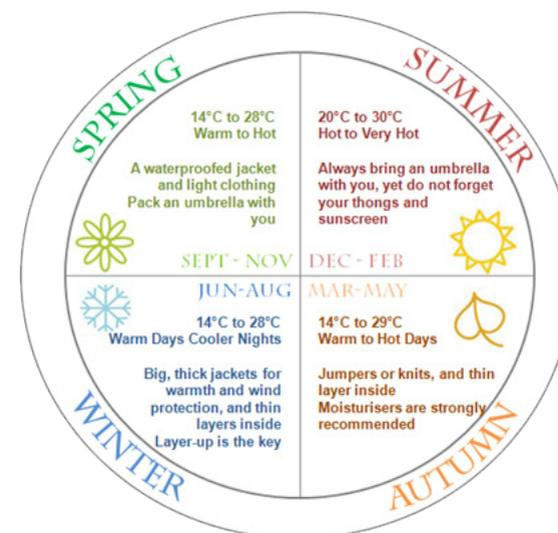 SPRING
14°C to 28°C
Warm to Hot
A waterproofed jacket
and light clothing
Pack an umbrella with
you
SEPT - NOV
SUMMER
20°C to 30°C
Hot to Very Hot
Always bring an umbrella
with you, yet do not forget
your thongs and
sunscreen
DEC - FEB
JUN-AUG
14°C to 28°C
Warm Days Cooler Nights
Big, thick jackets for
warmth and wind
protection, and thin
layers inside
Layer-up is the key
WINTER
MAR-MAY
14°C to 29°C
Warm to Hot Days
Jumpers or knits, and thin
layer inside
Moisturisers are strongly
recommended
AUTUMN